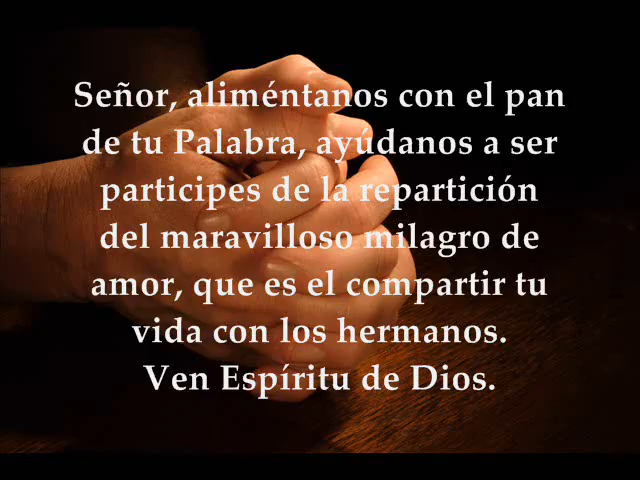 Señor, aliméntanos con el pan
de tu Palabra, ayúdanos a ser
participes de la repartición
del maravilloso milagro de
amor, que es el compartir tu
vida con los hermanos.
Ven Espíritu de Dios.